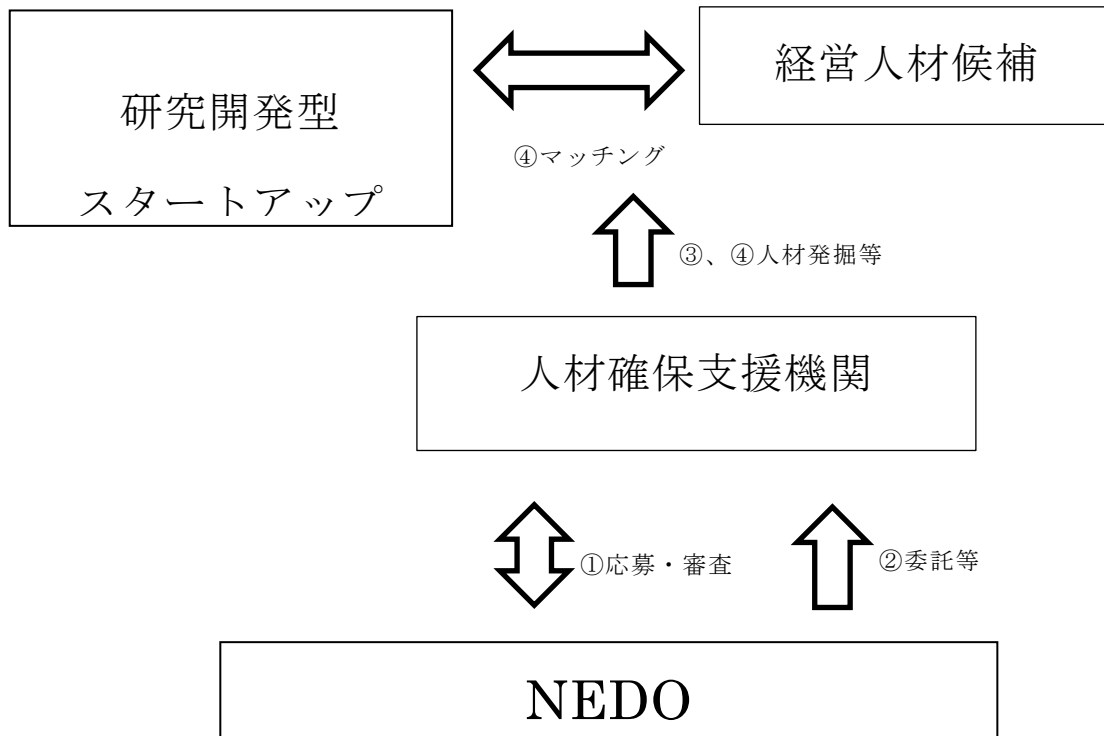 研究開発型
スタートアップ
経営人材候補
④マッチング
③、④人材発掘等
人材確保支援機関
①応募・審査
②委託等
NEDO